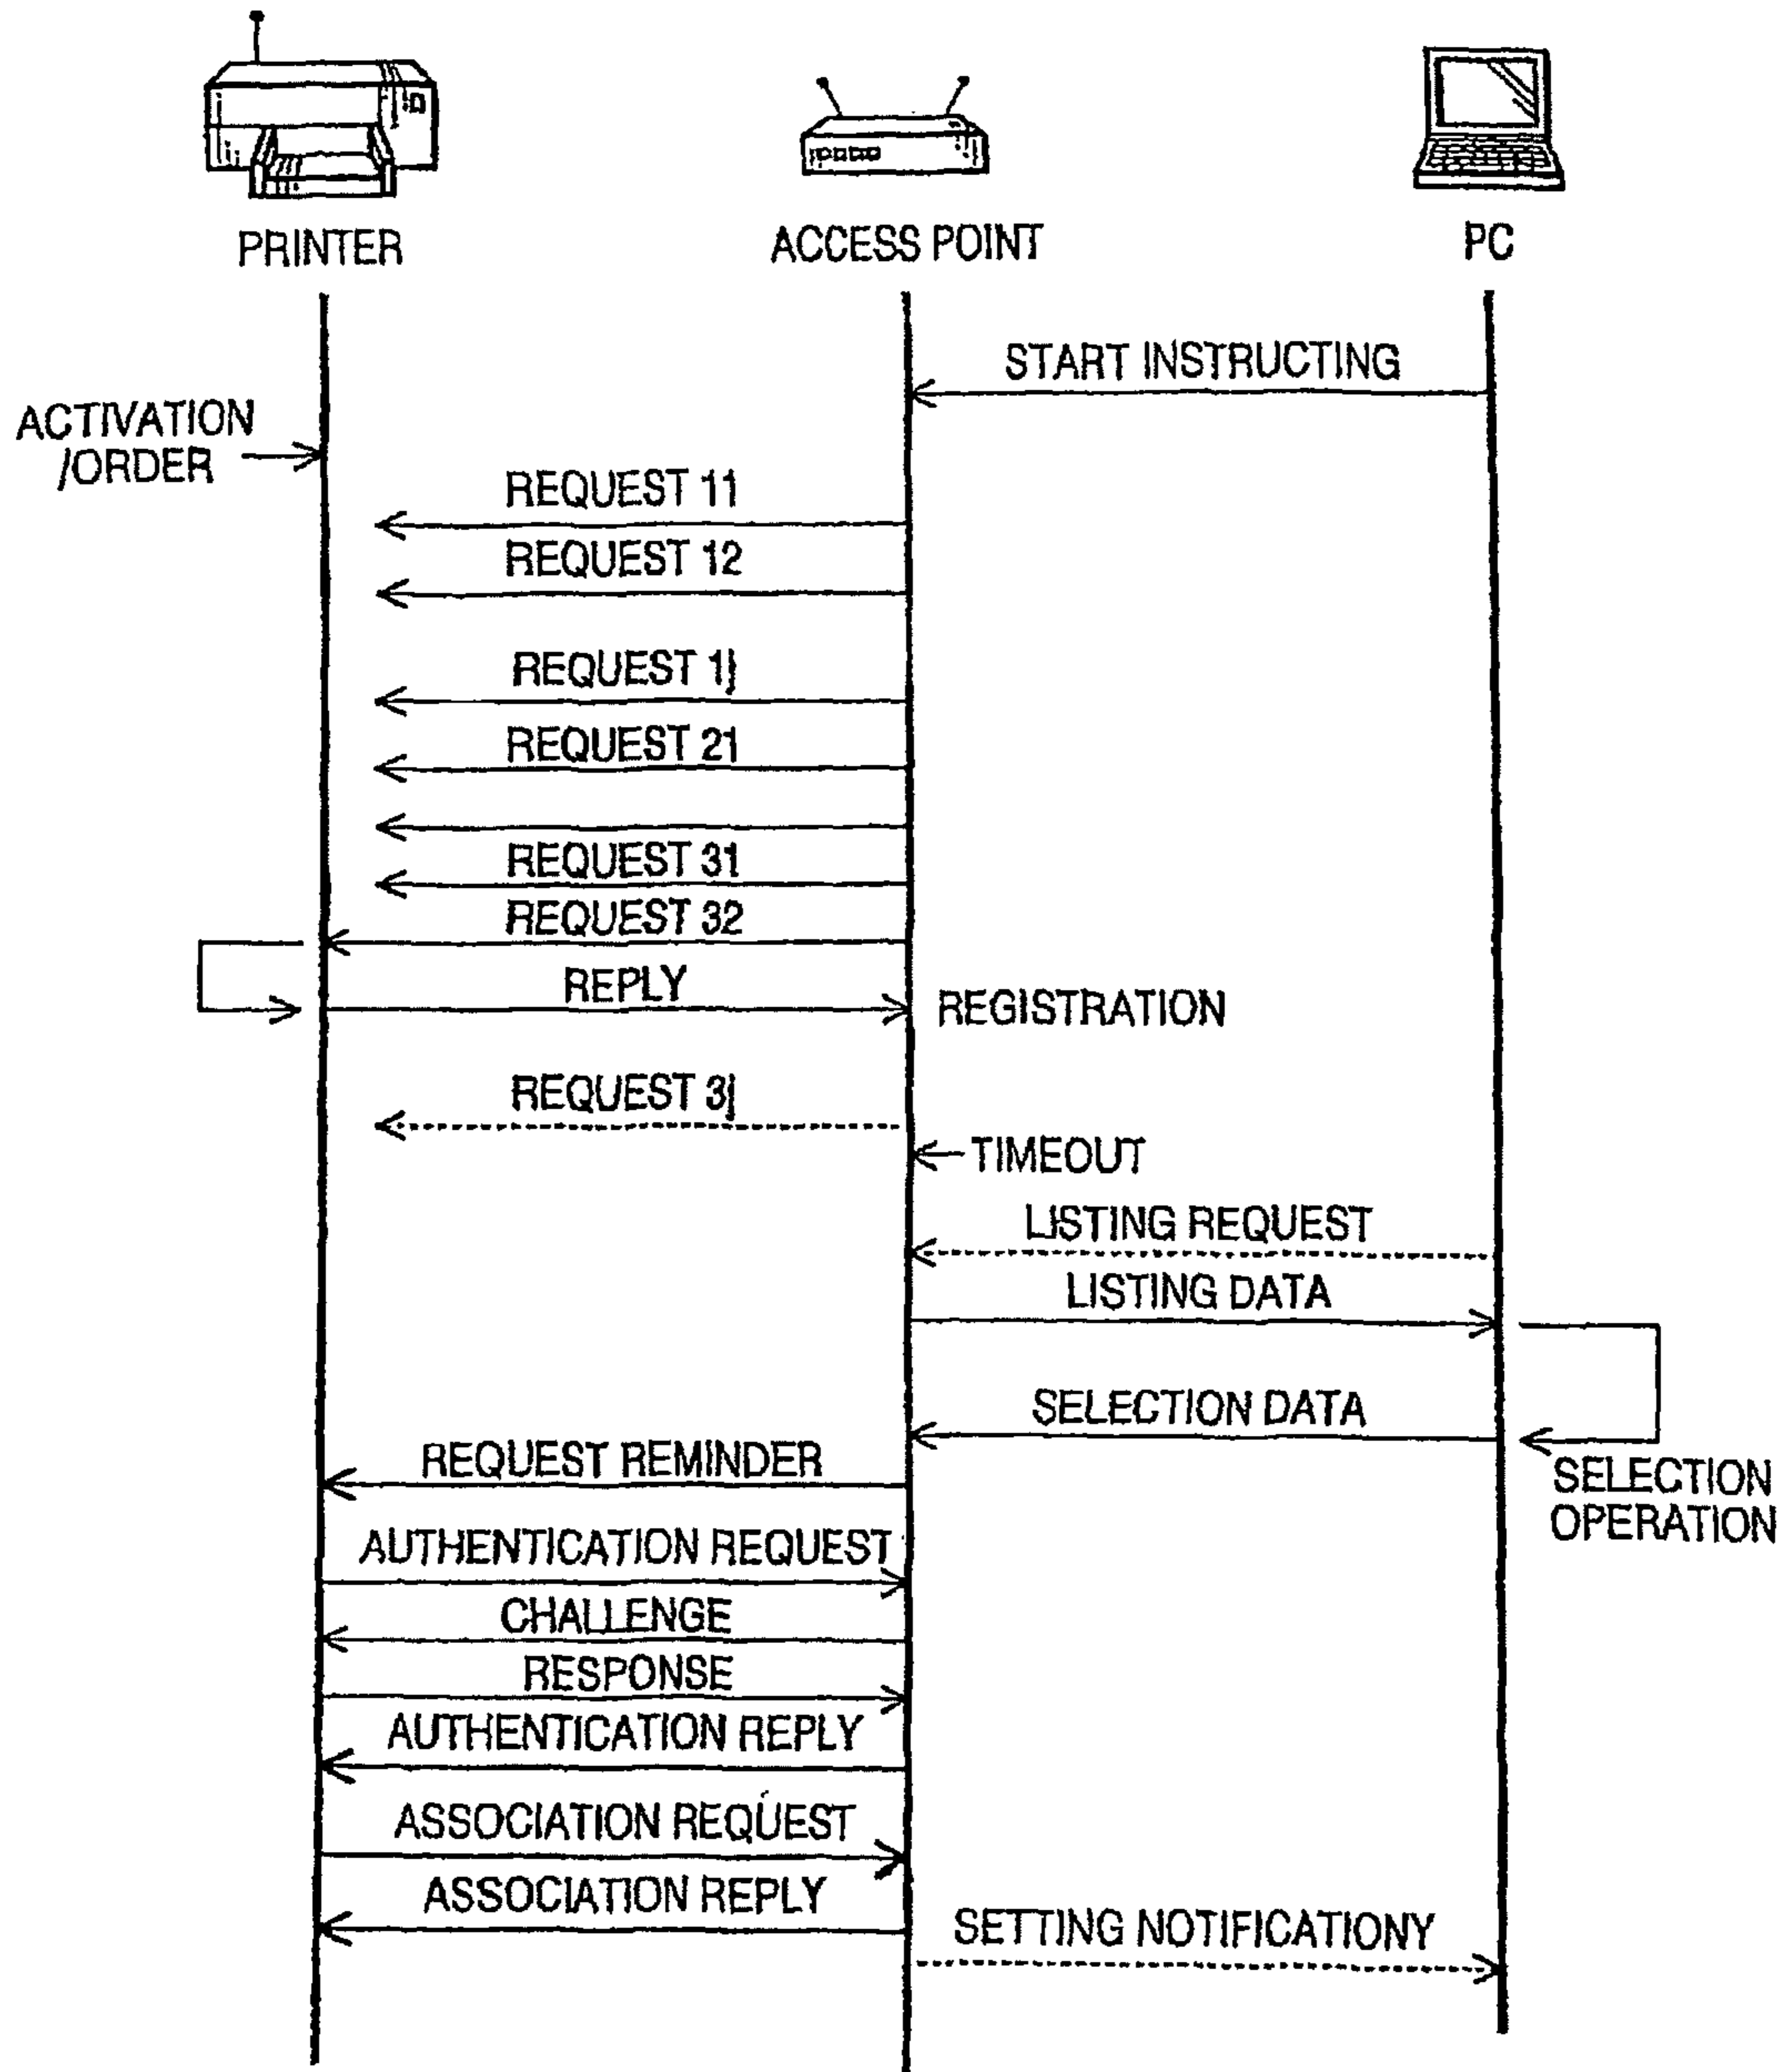 PRINTER
ACCESS POINT
PC
START INSTRUCTING
ACTIVATION
/ORDER
REQUEST 11
REQUEST 12
REQUEST 1j
REQUEST 21
REQUEST 31
REQUEST 32
REPLY
REGISTRATION
REQUEST 3j
TIMEOUT
LISTING REQUEST
LISTING DATA
SELECTION DATA
REQUEST REMINDER
SELECTION
OPERATION
AUTHENTICATION REQUEST
CHALLENGE
RESPONSE
AUTHENTICATION REPLY
ASSOCIATION REQUEST
ASSOCIATION REPLY
SETTING NOTIFICATIONY